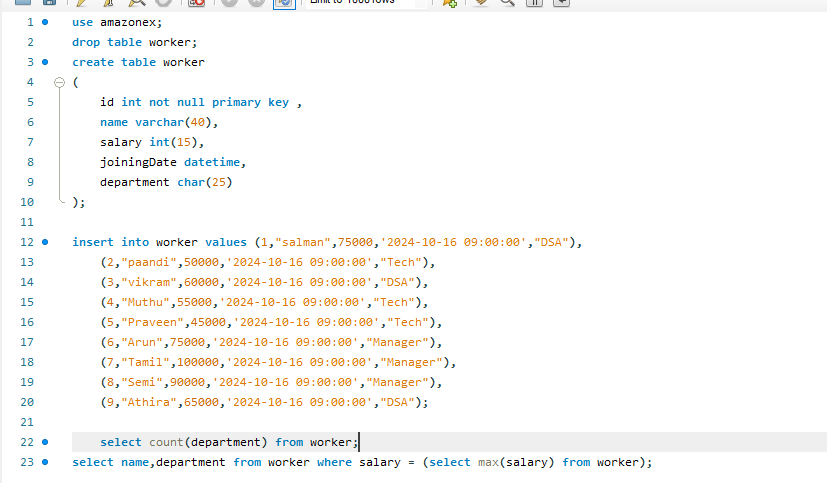 Limit to 10001 rows
1 use amazonex;
2 drop table worker;
3 create table worker
4 (
5 id int not null primary key ,
6 name varchar(40),
7 salary int(15),
8 joiningDate datetime,
9 department char(25)
10 );
11
12 insert into worker values (1,"salman",75000,'2024-10-16 09:00:00',"DSA"),
13 (2,"paandi",50000,'2024-10-16 09:00:00',"Tech"),
14 (3,"vikram",60000,'2024-10-16 09:00:00',"DSA"),
15 (4,"Muthu",55000,'2024-10-16 09:00:00',"Tech"),
16 (5,"Praveen",45000,'2024-10-16 09:00:00',"Tech"),
17 (6,"Arun",75000,'2024-10-16 09:00:00',"Manager"),
18 (7,"Tamil",100000,'2024-10-16 09:00:00',"Manager"),
19 (8,"Semi",90000,'2024-10-16 09:00:00',"Manager"),
20 (9,"Athira",65000,'2024-10-16 09:00:00',"DSA");
21
22 select count(department) from worker;
23 select name,department from worker where salary = (select max(salary) from worker);